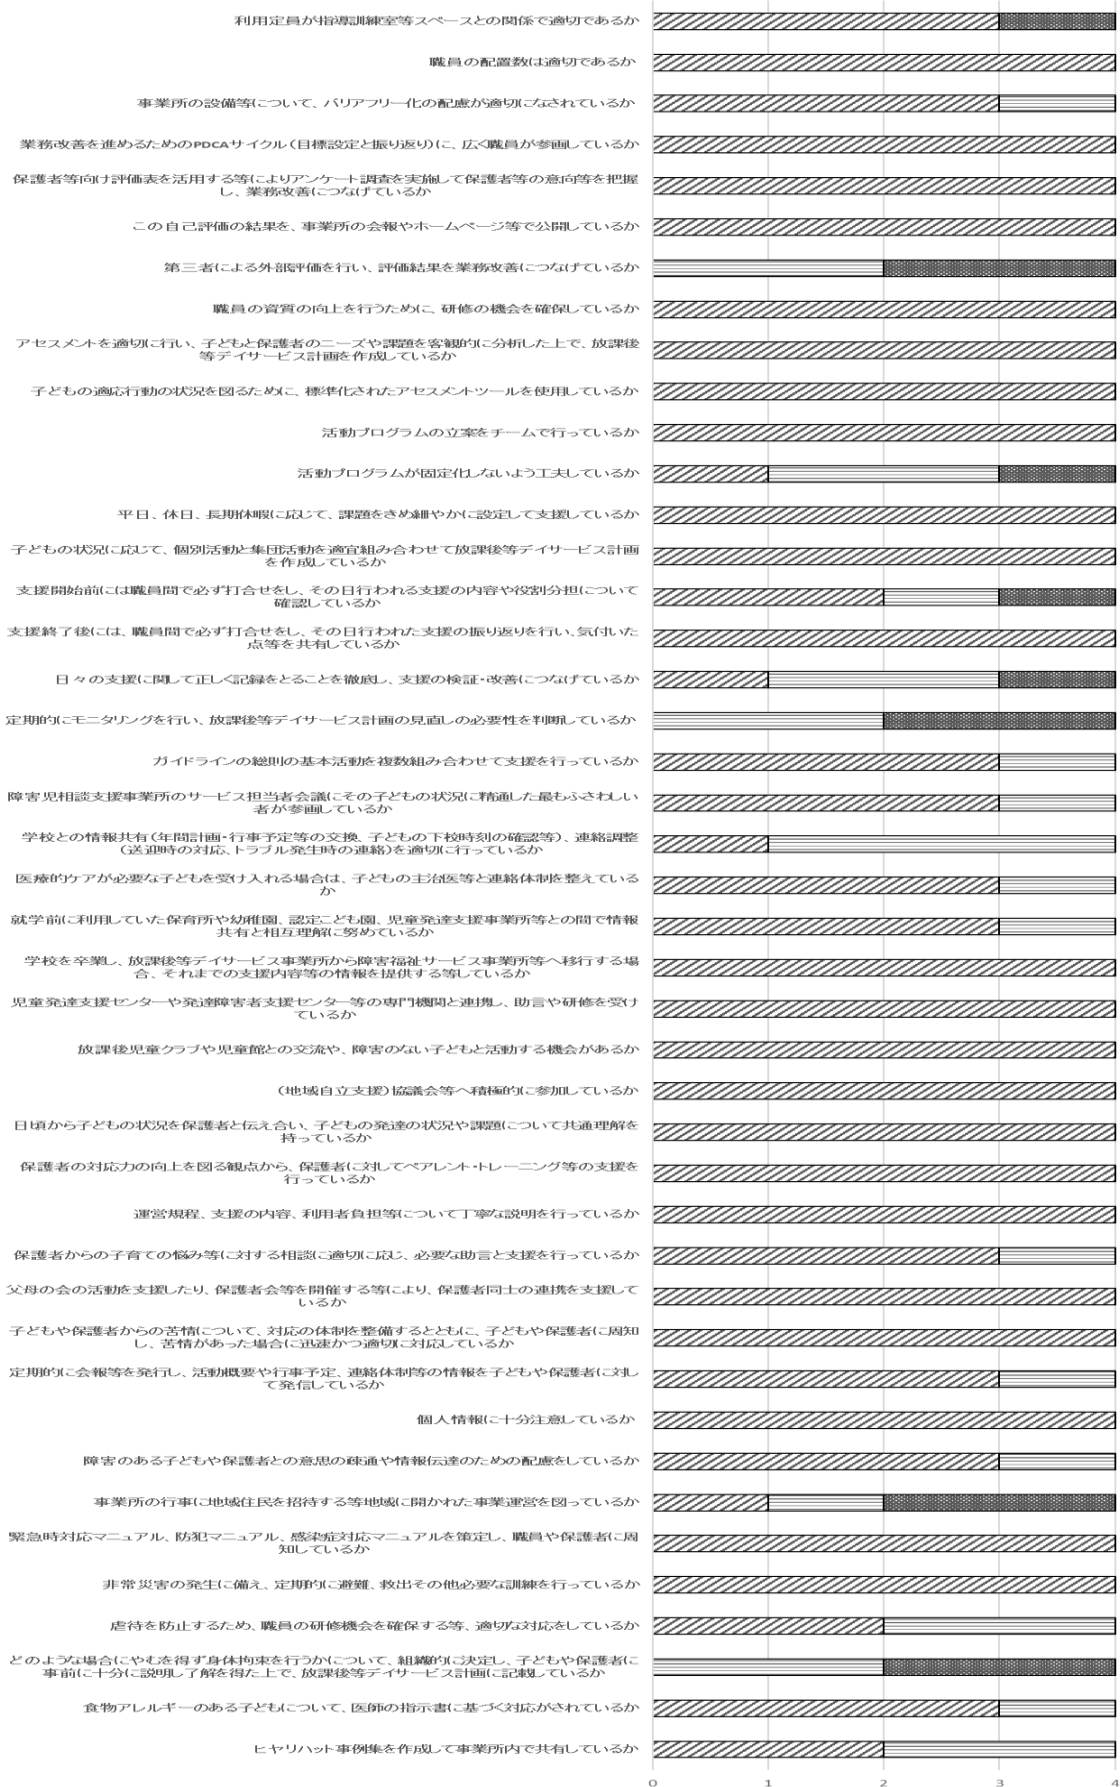 利用定員が指導訓練室等スペースとの関係で適切であるか
職員の配置数は適切であるか
事業所の設備等について、バリアフリー化の配慮が適切になされているか
業務改善を進めるためのPDCAサイクル(目標設定と振り返り)に、広く職員が参画しているか
保護者等向け評価表を活用する等によりアンケート調査を実施して保護者等の意向等を把握
し、業務改善につなげているか
この自己評価の結果を、事業所の会報やホームページ等で公開しているか
第三者による外部評価を行い、評価結果を業務改善につなげているか
職員の資質の向上を行うために、研修の機会を確保しているか
アセスメントを適切に行い、子どもと保護者のニーズや課題を客観的に分析した上で、放課後
等デイサービス計画を作成しているか
子どもの適応行動の状況を図るために、標準化されたアセスメントツールを使用しているか
活動プログラムの立案をチームで行っているか
活動プログラムが固定化しないよう工夫しているか
平日、休日、長期休暇に応じて、課題をきめ細やかに設定して支援しているか
子どもの状況に応じて、個別活動と集団活動を適宜組み合わせて放課後等デイサービス計画
を作成しているか
支援開始前には職員間で必ず打合せをし、その日行われる支援の内容や役割分担について
確認しているか
支援終了後には、職員間で必ず打合せをし、その日行われた支援の振り返りを行い、気付いた
点等を共有しているか
日々の支援に関して正しく記録をとることを徹底し、支援の検証・改善につなげているか
定期的にモニタリングを行い、放課後等デイサービス計画の見直しの必要性を判断しているか
ガイドラインの総則の基本活動を複数組み合わせて支援を行っているか
障害児相談支援事業所のサービス担当者会議にその子どもの状況に精通した最もふさわしい
者が参画しているか
学校との情報共有(年間計画・行事予定等の交換、子どもの下校時刻の確認等)、連絡調整
(送迎時の対応、トラブル発生時の連絡)を適切に行っているか
医療的ケアが必要な子どもを受け入れる場合は、子どもの主治医等と連絡体制を整えている
か
就学前に利用していた保育所や幼稚園、認定こども園、児童発達支援事業所等との間で情報
共有と相互理解に努めているか
学校を卒業し、放課後等デイサービス事業所から障害福祉サービス事業所等へ移行する場
合、それまでの支援内容等の情報を提供する等しているか
児童発達支援センターや発達障害者支援センター等の専門機関と連携し、助言や研修を受け
ているか
放課後児童クラブや児童館との交流や、障害のない子どもと活動する機会があるか
(地域自立支援)協議会等へ積極的に参加しているか
日頃から子どもの状況を保護者と伝え合い、子どもの発達の状況や課題について共通理解を
持っているか
保護者の対応力の向上を図る観点から、保護者に対してペアレント・トレーニング等の支援を
行っているか
運営規程、支援の内容、利用者負担等について丁寧な説明を行っているか
保護者からの子育ての悩み等に対する相談に適切に応じ、必要な助言と支援を行っているか
父母の会の活動を支援したり、保護者会等を開催する等により、保護者同士の連携を支援して
いるか
子どもや保護者からの苦情について、対応の体制を整備するとともに、子どもや保護者に周知
し、苦情があった場合に迅速かつ適切に対応しているか
定期的に会報等を発行し、活動概要や行事予定、連絡体制等の情報を子どもや保護者に対し
て発信しているか
個人情報に十分注意しているか
障害のある子どもや保護者との意思の疎通や情報伝達のための配慮をしているか
事業所の行事に地域住民を招待する等地域に開かれた事業運営を図っているか
緊急時対応マニュアル、防犯マニュアル、感染症対応マニュアルを策定し、職員や保護者に周
知しているか
非常災害の発生に備え、定期的に避難、救出その他必要な訓練を行っているか
虐待を防止するため、職員の研修機会を確保する等、適切な対応をしているか
どのような場合にやむを得ず身体拘束を行うかについて、組織的に決定し、子どもや保護者に
事前に十分に説明し了解を得た上で、放課後等デイサービス計画に記載しているか
食物アレルギーのある子どもについて、医師の指示書に基づく対応がされているか
ヒヤリハット事例集を作成して事業所内で共有しているか
0 1 2 3 4